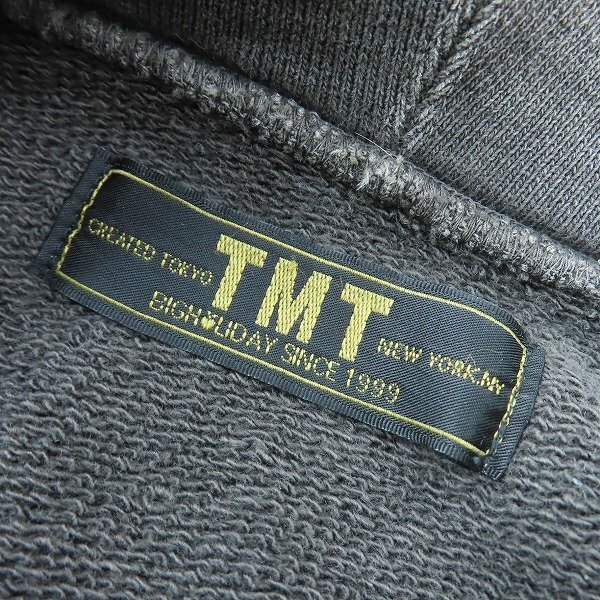 CREATED TOKYO TMT NEW YORK.NY
BIGH♥LIDAY SINCE 1999